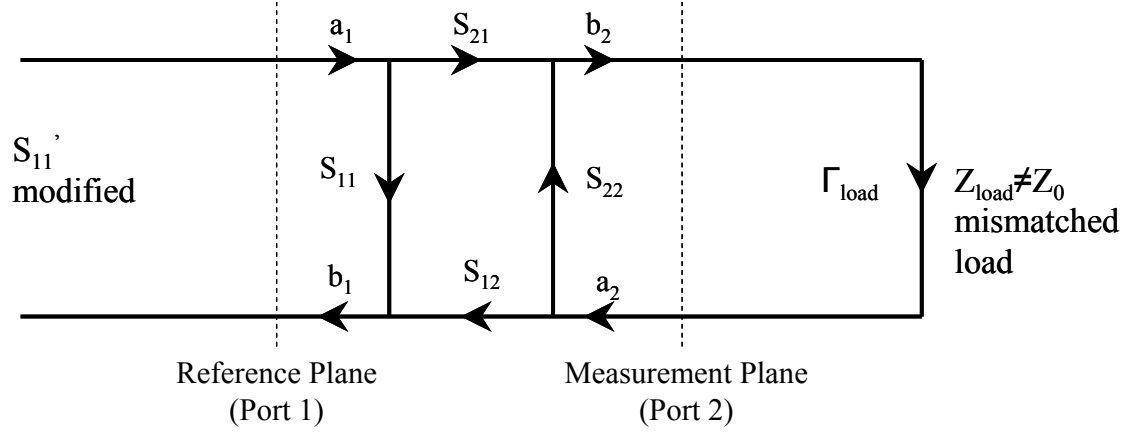 a₁
S₂₁
b₂
S₁₁’
modified
S₁₁
S₂₂
Γload
Zload≠Z₀
mismatched
load
b₁
S₁₂
a₂
Reference Plane
(Port 1)
Measurement Plane
(Port 2)